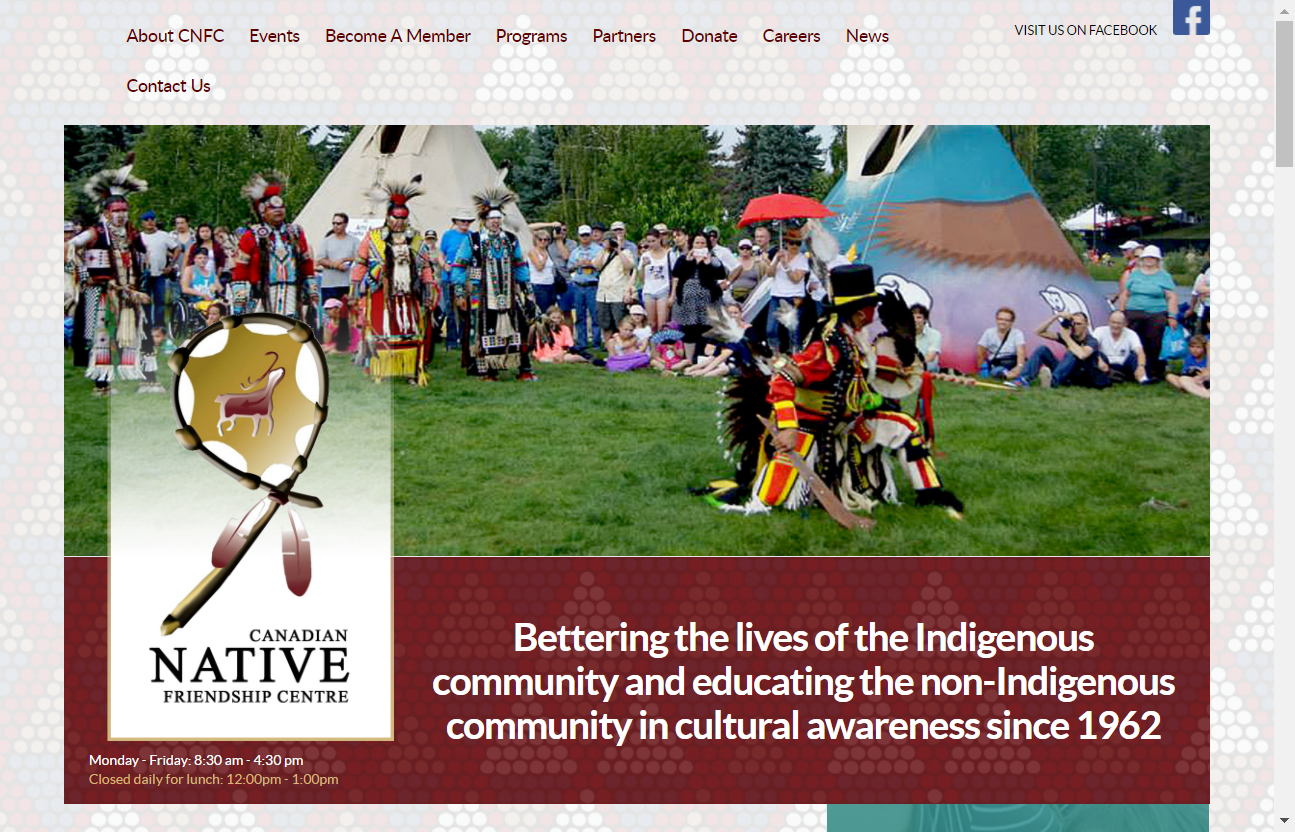 About CNFC Events Become A Member Programs Partners Donate Careers News
VISIT US ON FACEBOOK
Contact Us
CANADIAN
NATIVE
FRIENDSHIP CENTRE
Bettering the lives of the Indigenous
community and educating the non-Indigenous
community in cultural awareness since 1962
Monday - Friday: 8:30 am - 4:30 pm
Closed daily for lunch: 12:00pm - 1:00pm